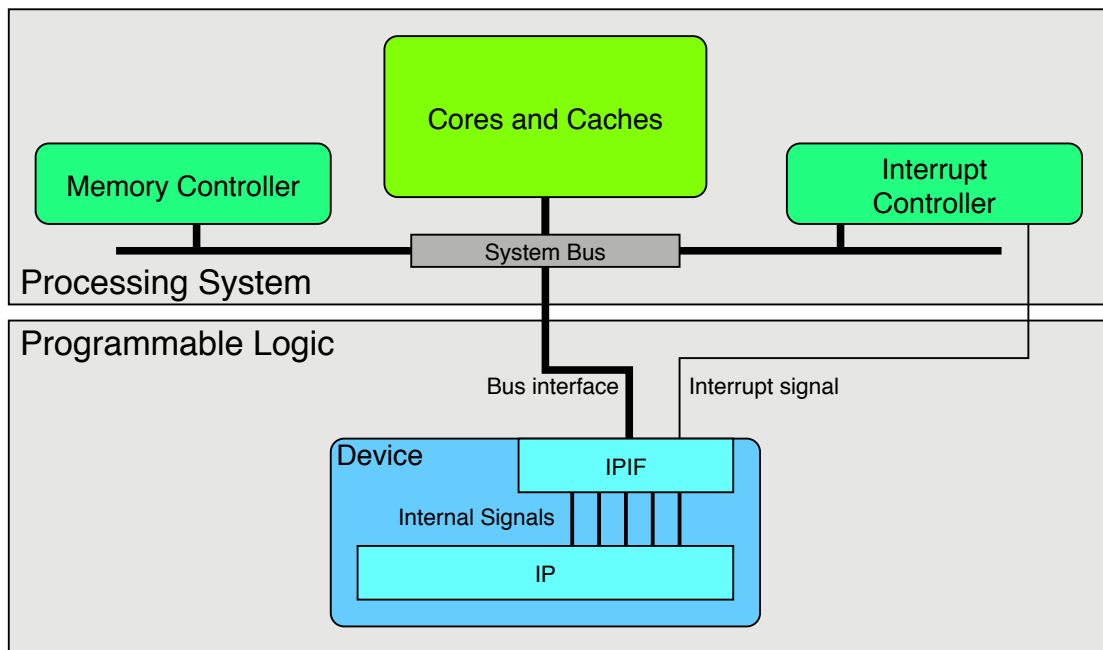 Cores and Caches
Memory Controller
Interrupt
Controller
System Bus
Processing System
Programmable Logic
Bus interface
Interrupt signal
Device
IPIF
Internal Signals
IP